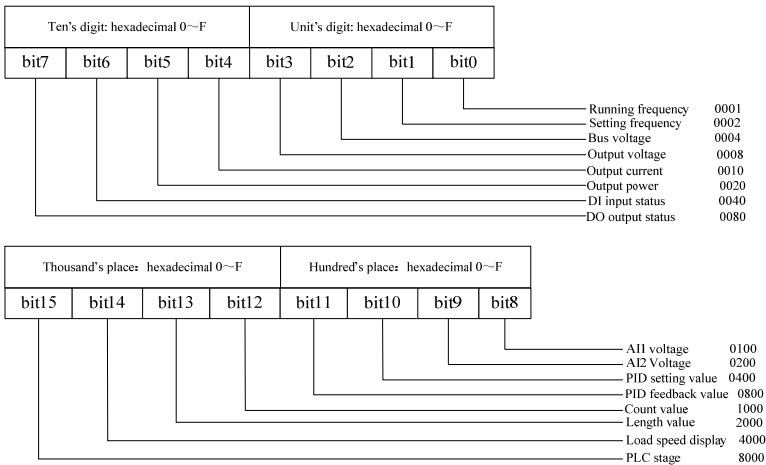 Ten's digit: hexadecimal 0～F Unit's digit: hexadecimal 0～F
bit7 bit6 bit5 bit4 bit3 bit2 bit1 bit0
Running frequency 0001
Setting frequency 0002
Bus voltage 0004
Output voltage 0008
Output current 0010
Output power 0020
DI input status 0040
DO output status 0080
Thousand's place：hexadecimal 0～F Hundred's place：hexadecimal 0～F
bit15 bit14 bit13 bit12 bit11 bit10 bit9 bit8
AI1 voltage 0100
AI2 Voltage 0200
PID setting value 0400
PID feedback value 0800
Count value 1000
Length value 2000
Load speed display 4000
PLC stage 8000